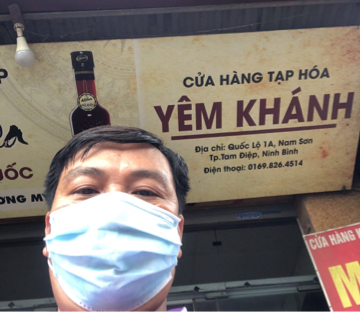 CỬA HÀNG TẠP HÓA
YÊM KHÁNH
Địa chỉ: Quốc Lộ 1A, Nam Sơn
Tp.Tam Điệp, Ninh Bình
Điện thoại: 0169.826.4514
CỬA HÀNG